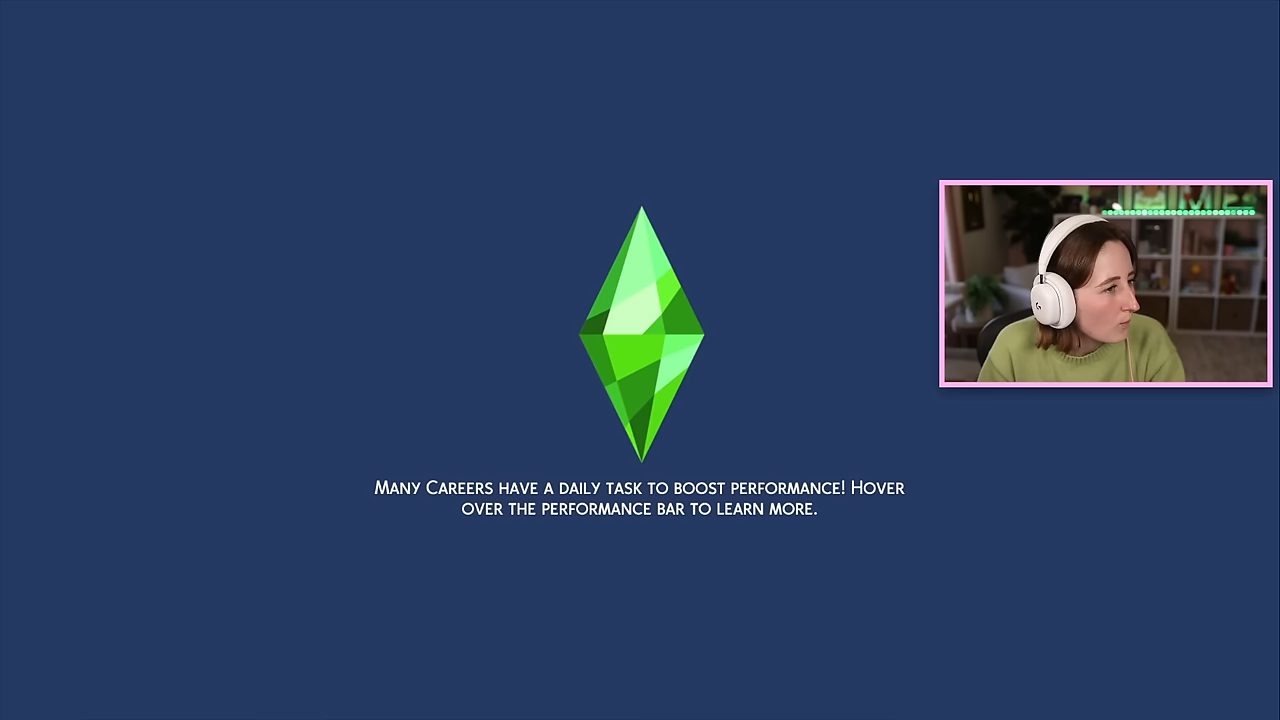 Many Careers have a daily task to boost performance! Hover
over the performance bar to learn more.